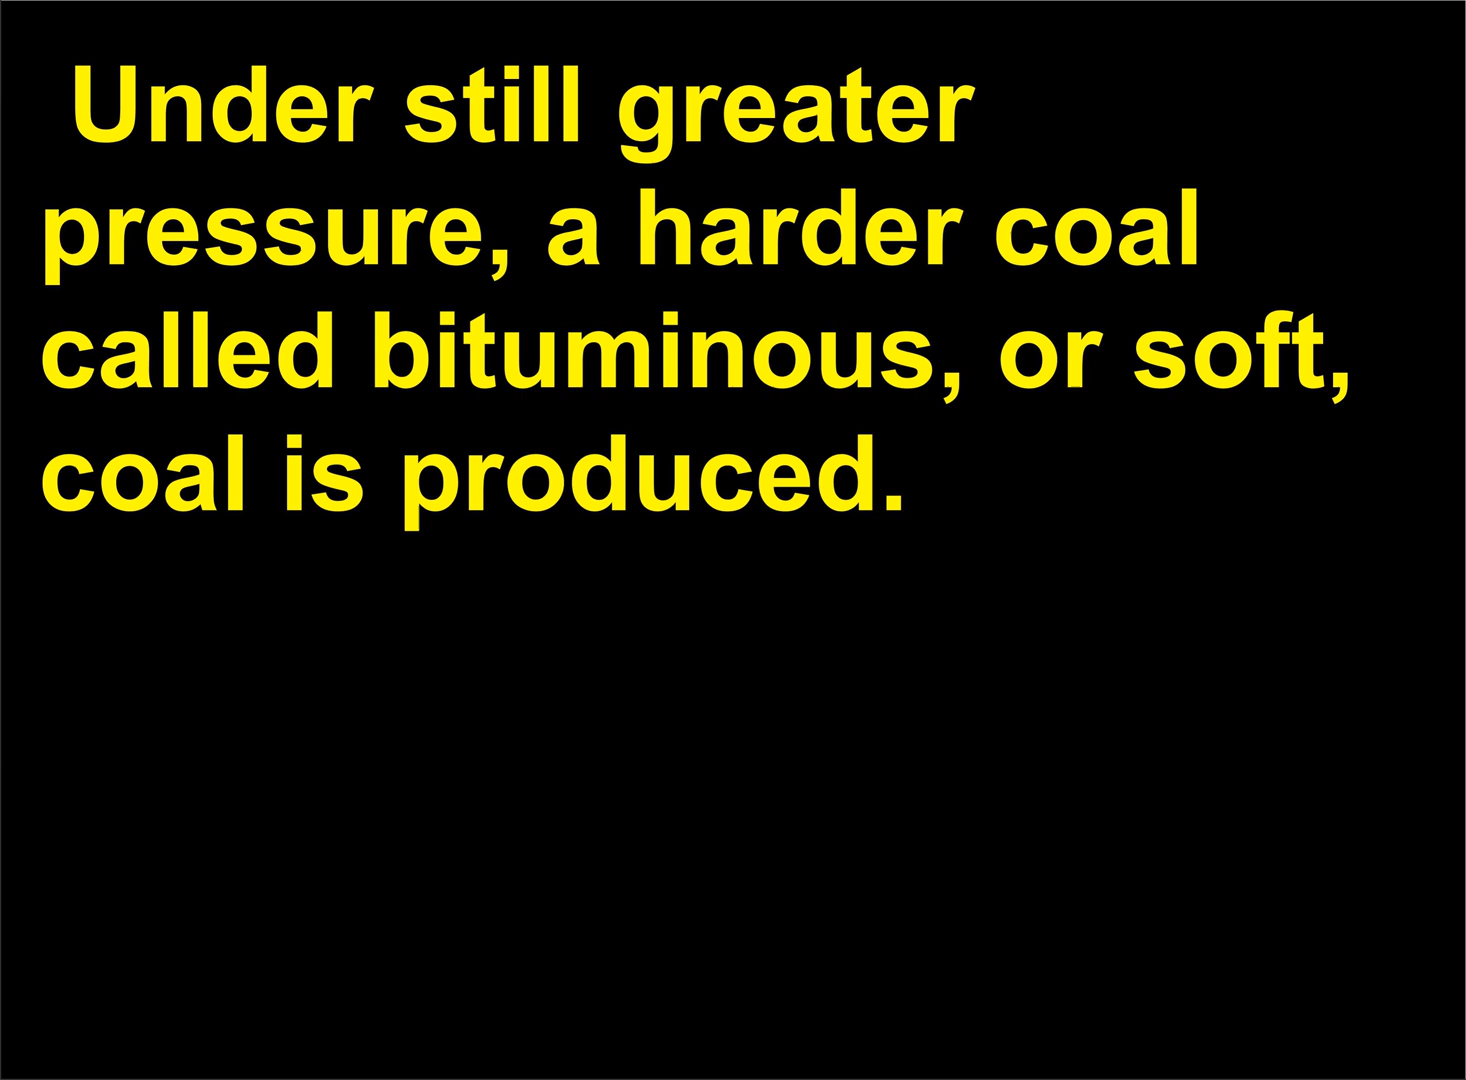 Under still greater
pressure, a harder coal
called bituminous, or soft,
coal is produced.